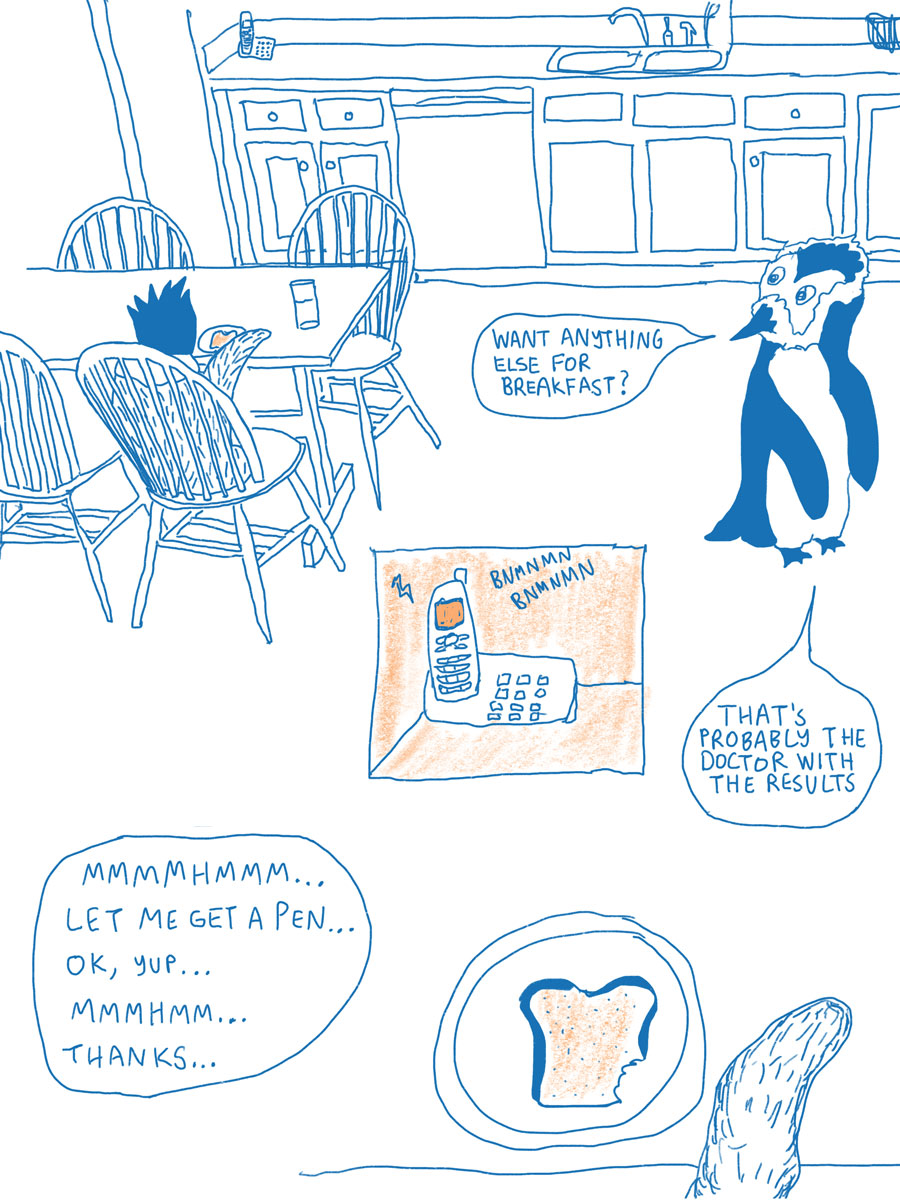 WANT ANYTHING
ELSE FOR
BREAKFAST?
BNMNMN
BNMNMN
THAT'S
PROBABLY THE
DOCTOR WITH
THE RESULTS
MMMMHMMM...
LET ME GET A PEN...
OK, YUP...
MMMHMM...
THANKS...